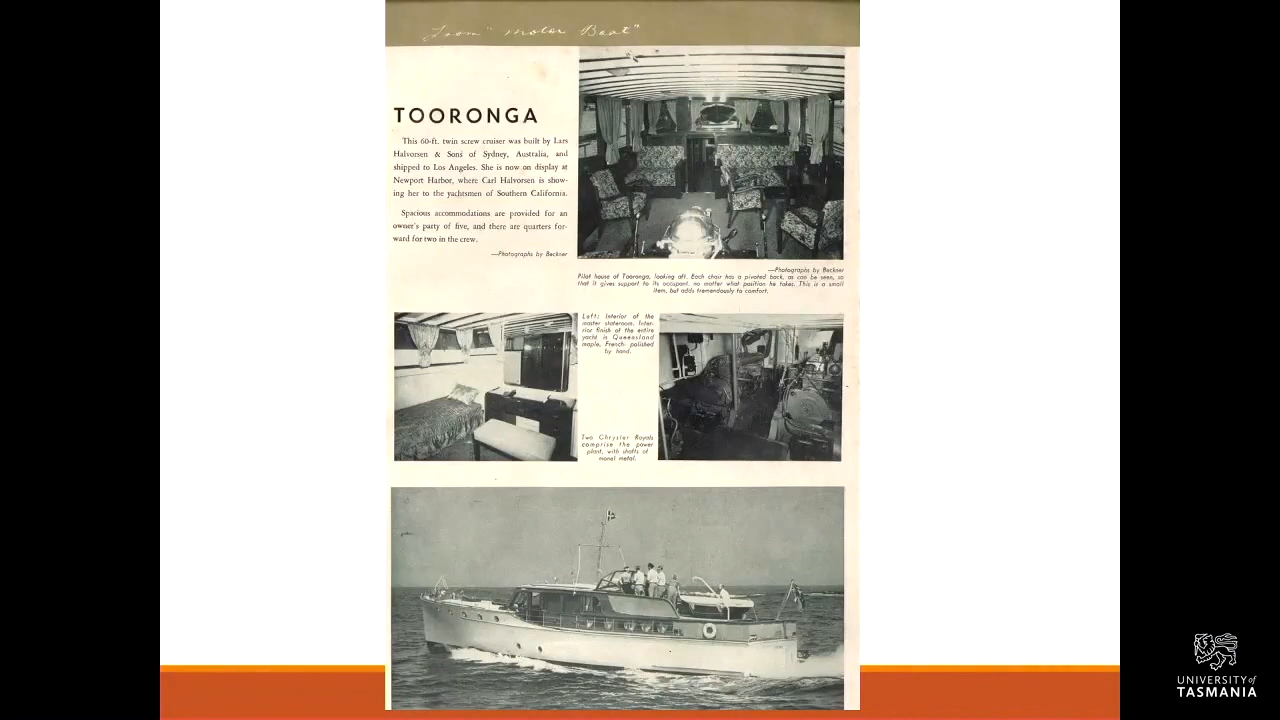 From "Motor Boat"
TOORONGA
This 60-ft. twin screw cruiser was built by Lars
Halvorsen & Sons of Sydney, Australia, and
shipped to Los Angeles. She is now on display at
Newport Harbor, where Carl Halvorsen is show-
ing her to the yachtsmen of Southern California.
Spacious accommodations are provided for an
owner's party of five, and there are quarters for-
ward for two in the crew.
—Photographs by Beckner
—Photographs by Beckner
Pilot house of Tooronga, looking aft. Each chair has a pivoted back, as can be seen, so
that it gives support to its occupant, no matter what position he takes. This is a small
item, but adds tremendously to comfort.
Left: Interior of the
master stateroom. Inter-
rior finish of the entire
yacht is Queensland
maple, French- polished
by hand.
Two Chrysler Royals
comprise the power
plant, with shafts of
monel metal.
UNIVERSITY of
TASMANIA